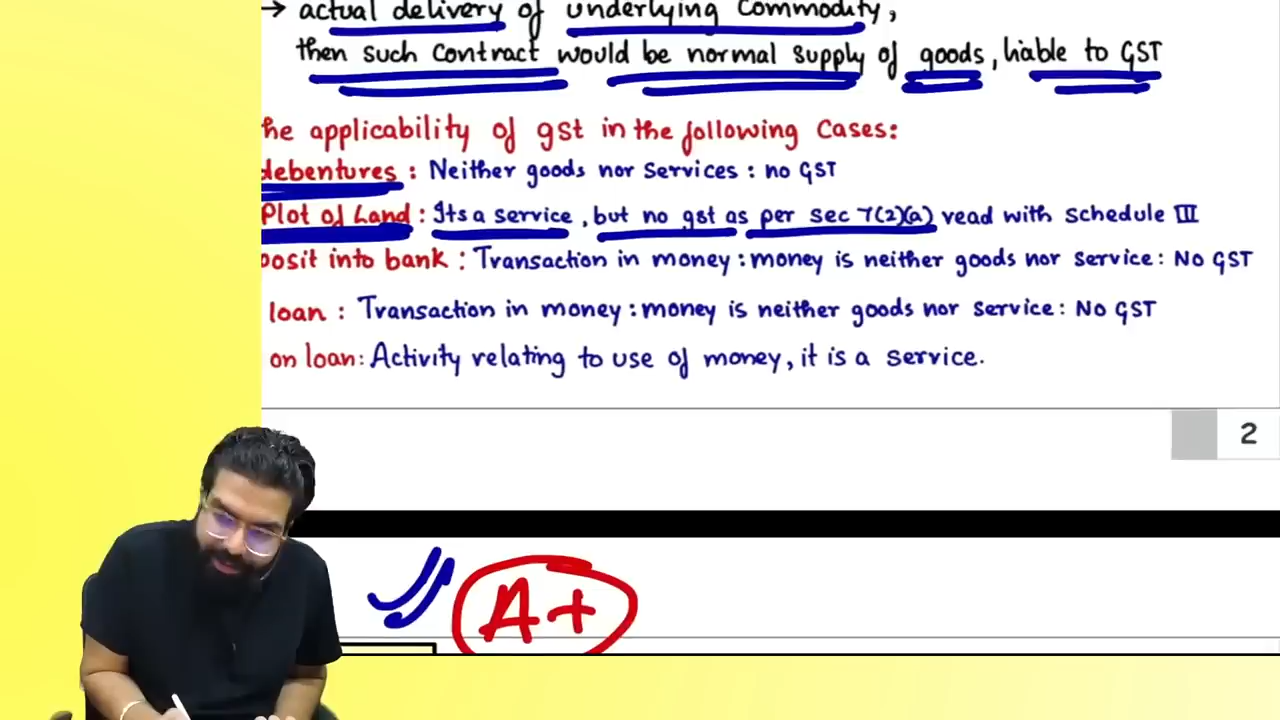 → actual delivery of underlying Commodity,
then such contract would be normal supply of goods, liable to GST
he applicability of gst in the following Cases:
debentures : Neither goods nor services : no GST
Plot of Land : Its a service, but no gst as per sec 7(2)(a) read with schedule III
posit into bank : Transaction in money : money is neither goods nor service : No GST
loan : Transaction in money : money is neither goods nor service : No GST
on loan : Activity relating to use of money, it is a service.
2
A+